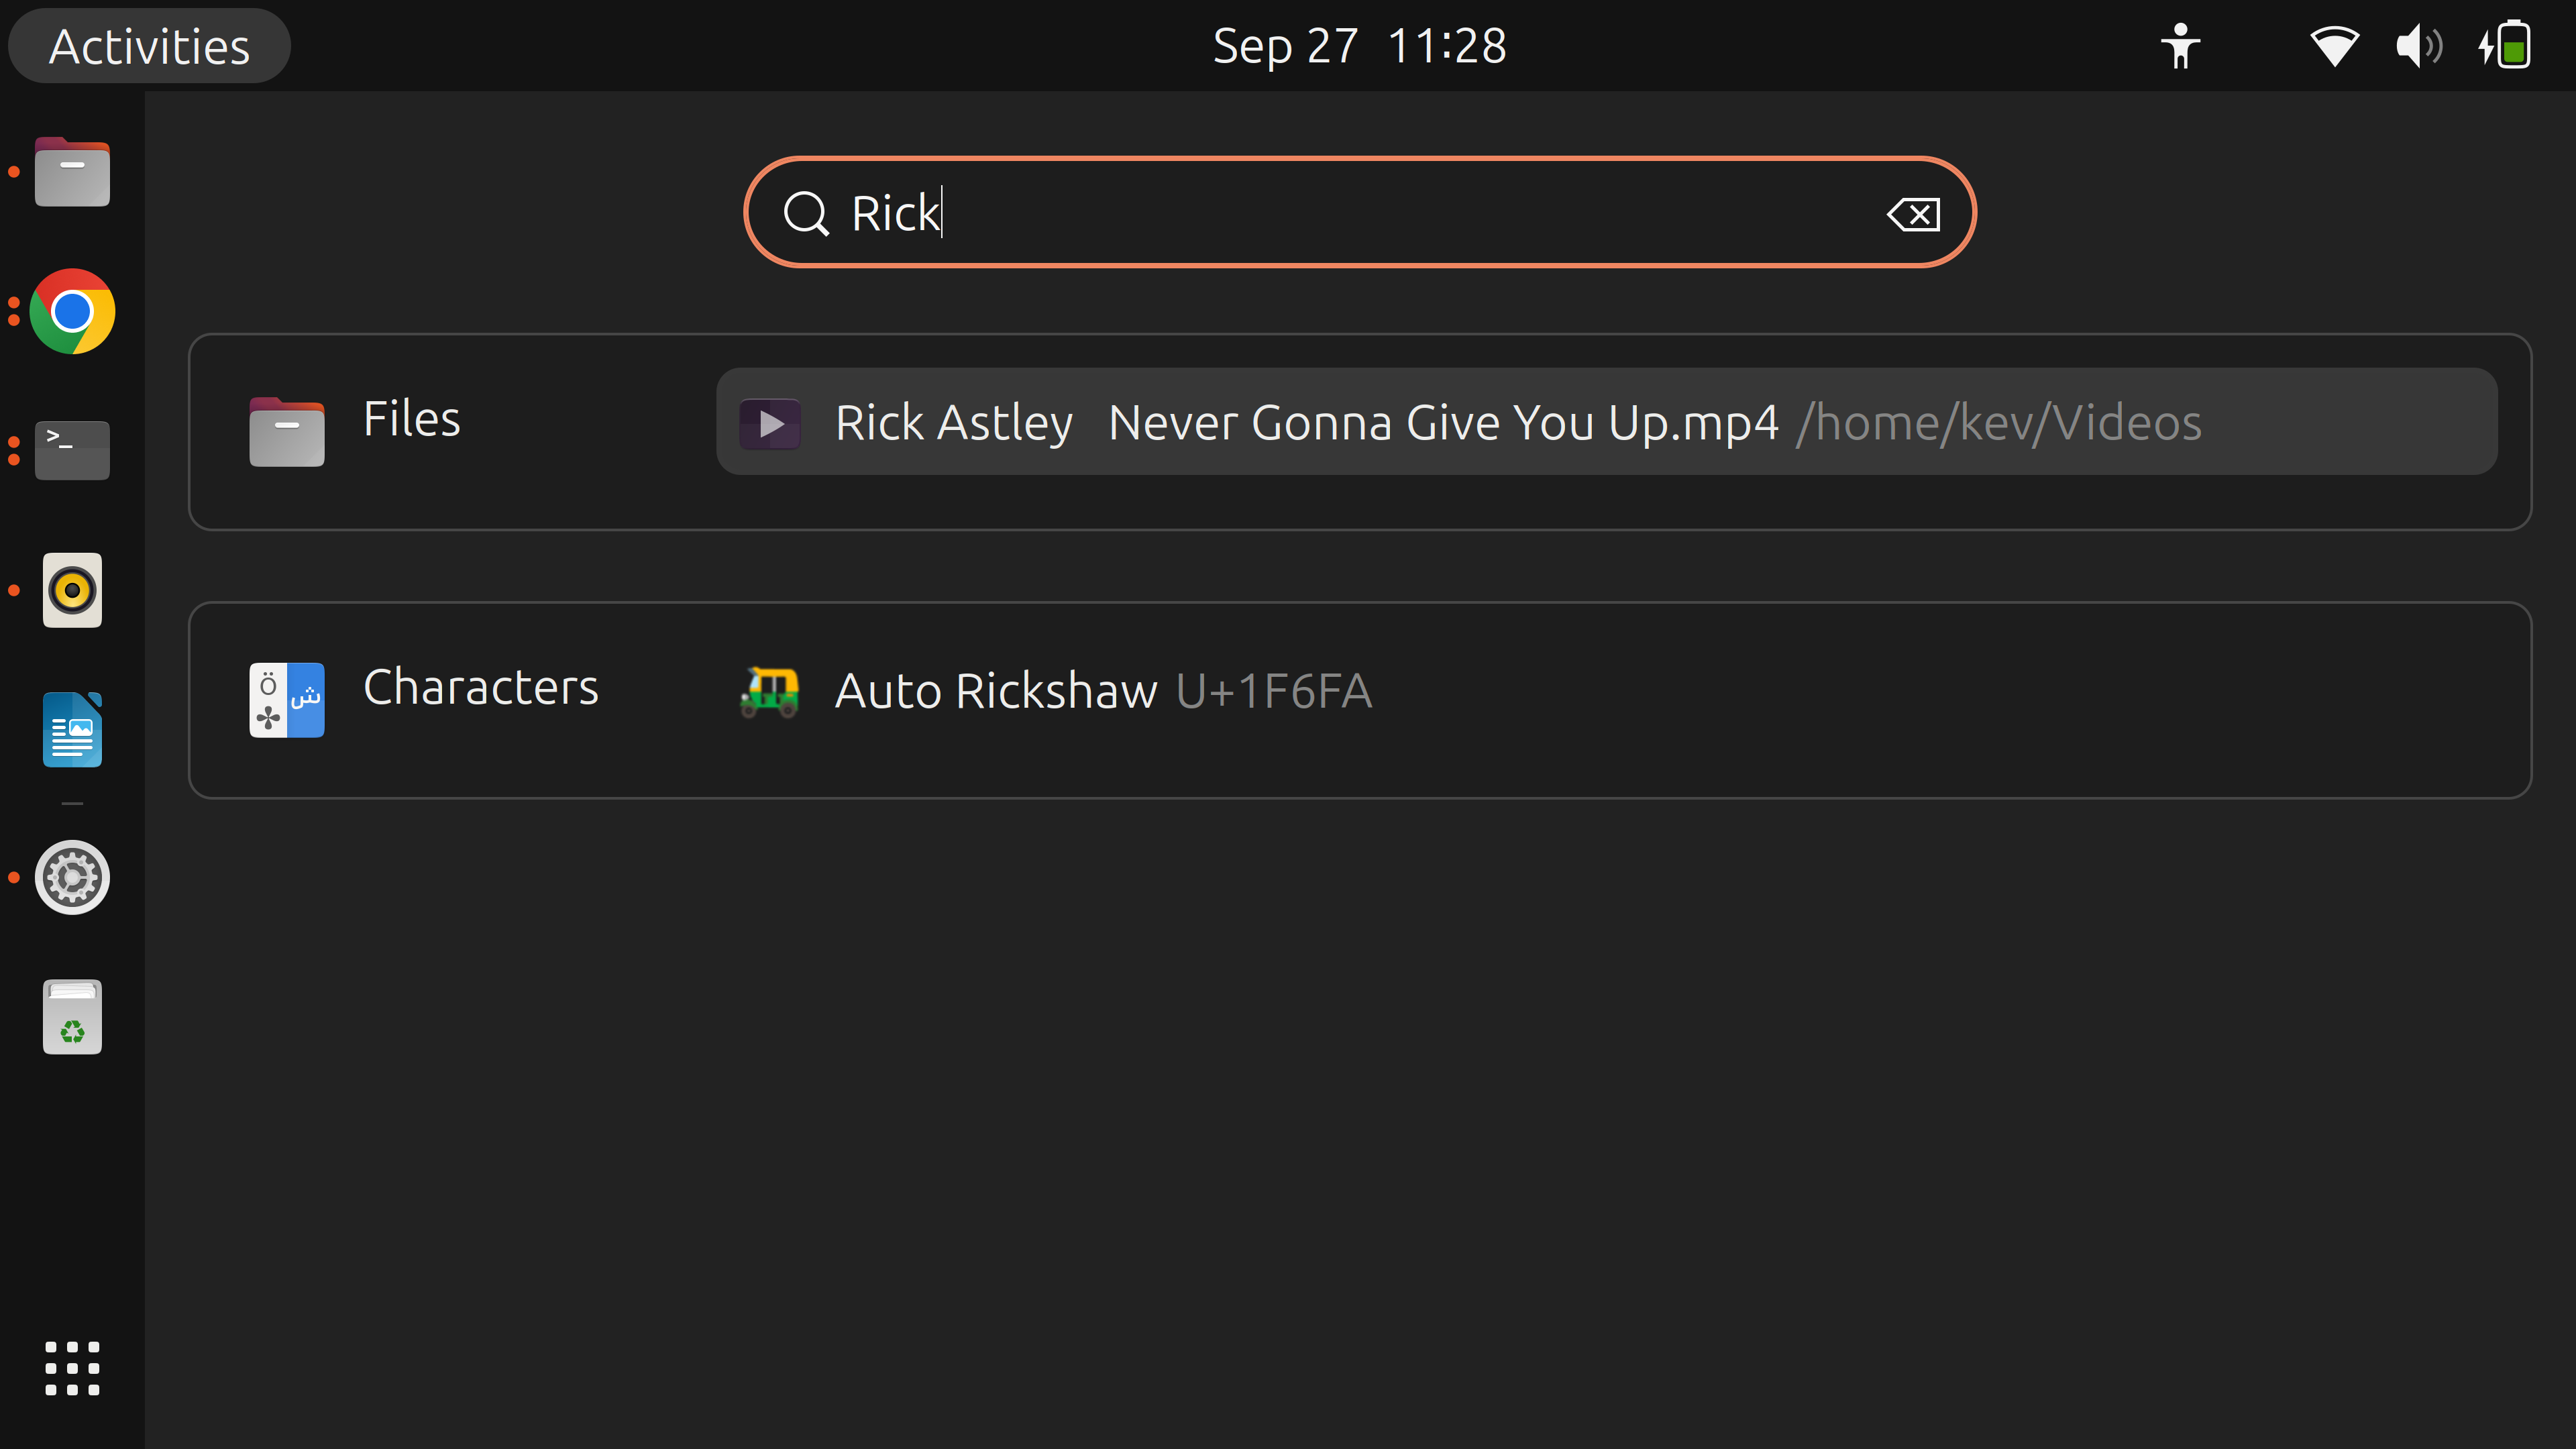 Activities
Sep 27 11:28
Rick
Files
Rick Astley Never Gonna Give You Up.mp4 /home/kev/Videos
Characters
Auto Rickshaw U+1F6FA
>_
Ö
ش